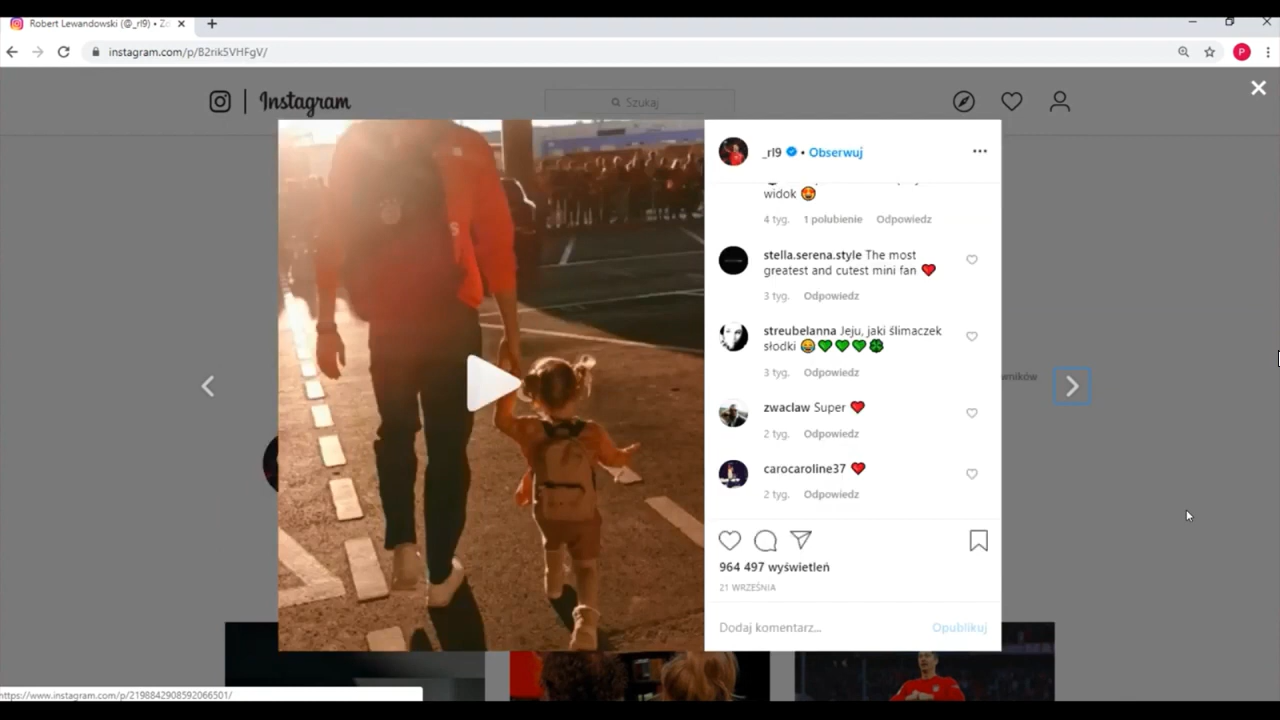 Robert Lewandowski (@_rl9) • Z
instagram.com/p/B2rik5VHFgV/
P
Instagram
Szukaj
_rl9 • Obserwuj
widok 🤩
4 tyg. 1 polubienie Odpowiedz
stella.serena.style The most
greatest and cutest mini fan ❤️
3 tyg. Odpowiedz
streubelanna Jeju, jaki ślimaczek
słodki 😂💚💚💚🍀
3 tyg. Odpowiedz
zwaclaw Super ❤️
2 tyg. Odpowiedz
carocaroline37 ❤️
2 tyg. Odpowiedz
964 497 wyświetleń
21 WRZEŚNIA
Dodaj komentarz... Opublikuj
https://www.instagram.com/p/2198842908592066501/